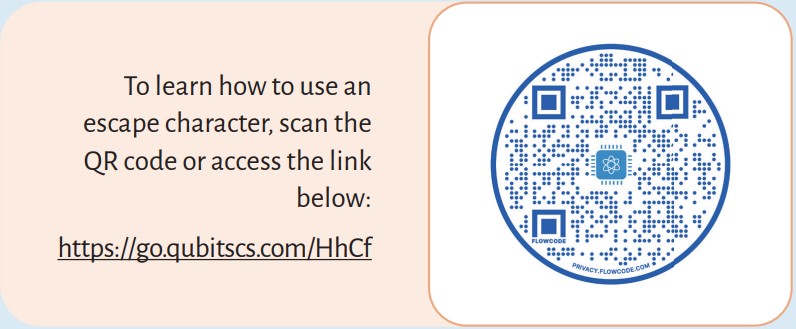 To learn how to use an
escape character, scan the
QR code or access the link
below:
https://go.qubitscs.com/HhCf
FLOWCODE
PRIVACY.FLOWCODE.COM